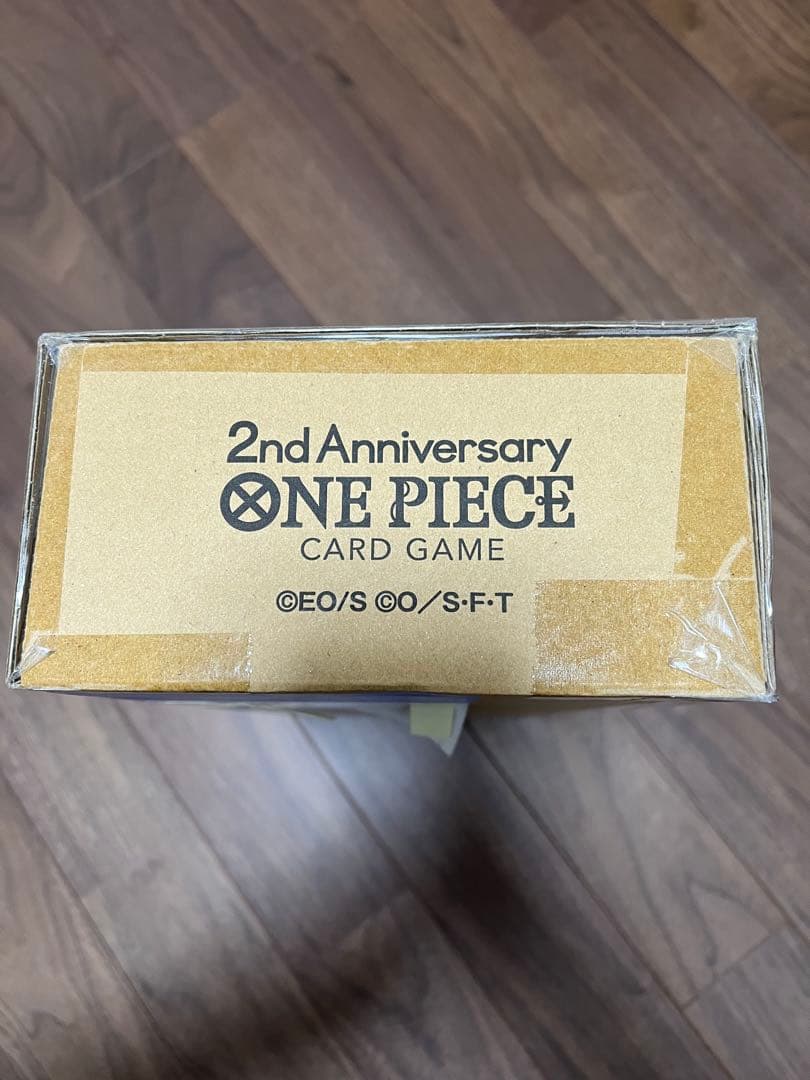 2nd Anniversary
ONE PIECE
CARD GAME
©EO/S ©O/S･F･T